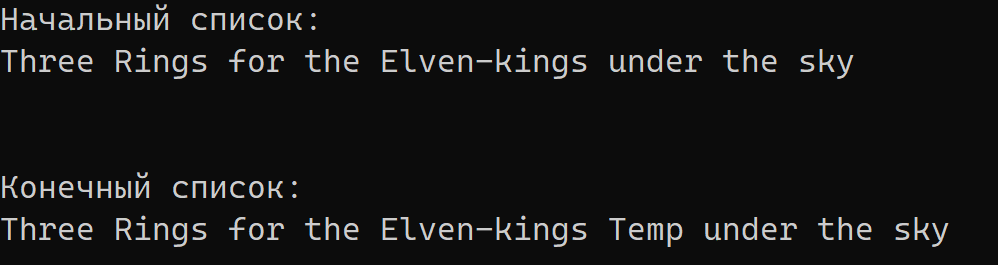 Начальный список:
Three Rings for the Elven-kings under the sky
Конечный список:
Three Rings for the Elven-kings Temp under the sky